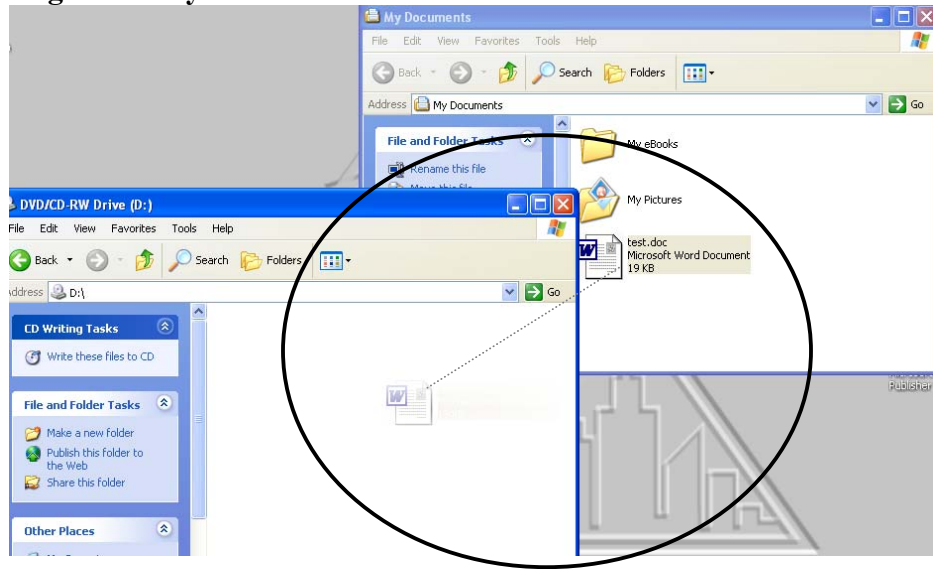 My Documents
File Edit View Favorites Tools Help
Back Search Folders
Address My Documents Go
File and Folder Tasks
Rename this file
My eBooks
My Pictures
test.doc
Microsoft Word Document
19 KB
DVD/CD-RW Drive (D:)
File Edit View Favorites Tools Help
Back Search Folders
Address D:\ Go
CD Writing Tasks
Write these files to CD
File and Folder Tasks
Make a new folder
Publish this folder to
the Web
Share this folder
Other Places
Publisher